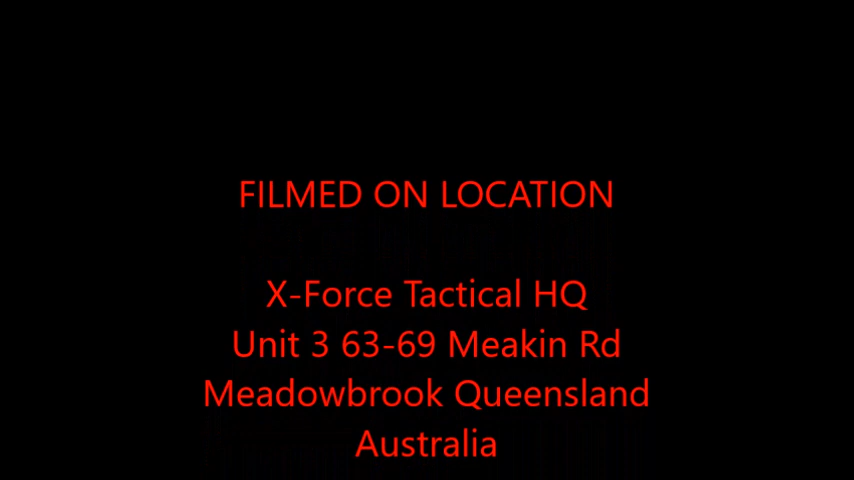 FILMED ON LOCATION
X-Force Tactical HQ
Unit 3 63-69 Meakin Rd
Meadowbrook Queensland
Australia